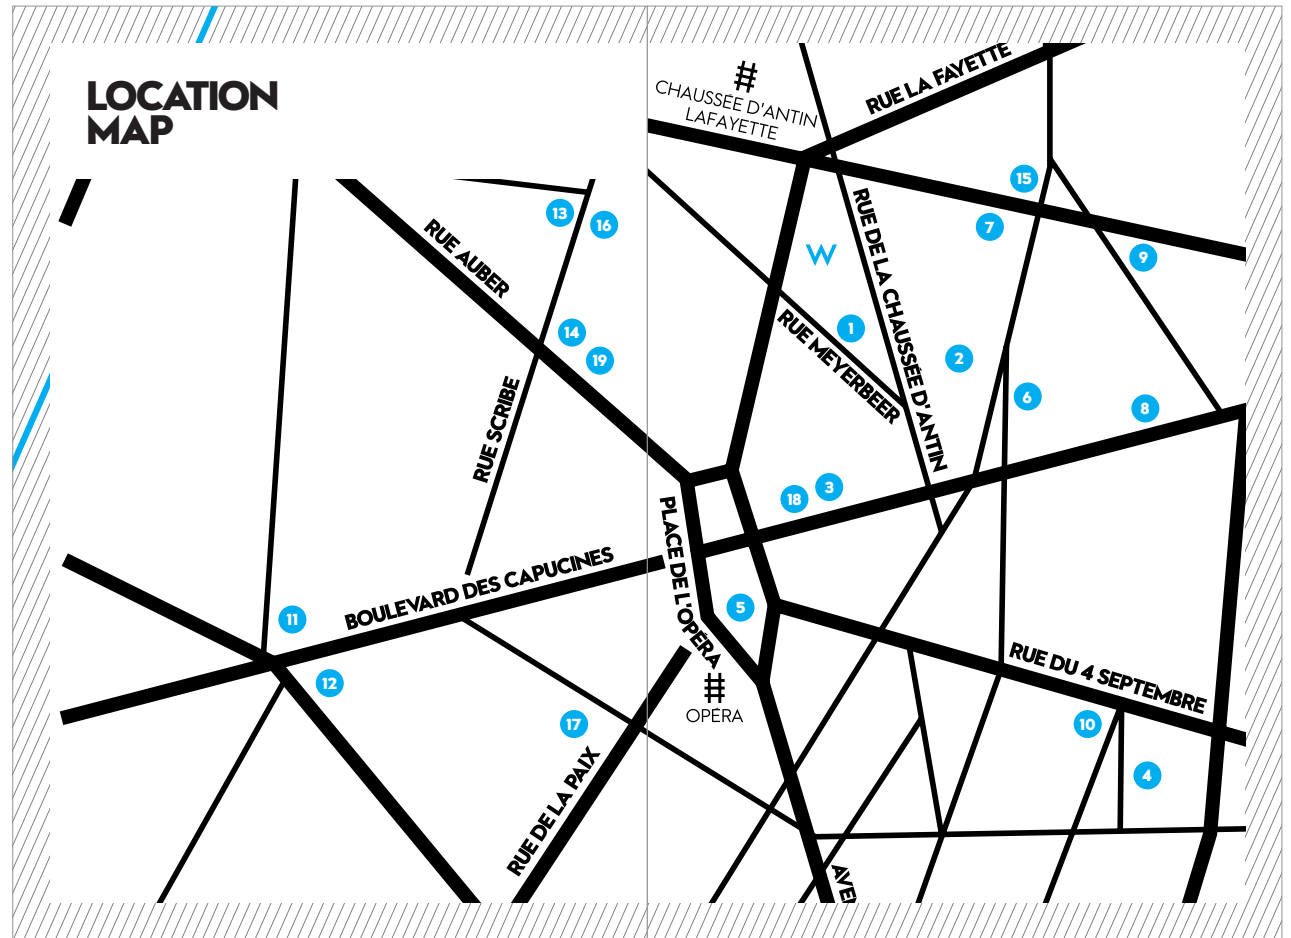 LOCATION
MAP
CHAUSSÉE D'ANTIN
LAFAYETTE
RUE LA FAYETTE
15
13
16
7
RUE AUBER
W
RUE DE LA CHAUSSÉE D'ANTIN
9
14
19
1
RUE MEYERBEER
2
6
8
RUE SCRIBE
18
3
PLACE DE L'OPÉRA
BOULEVARD DES CAPUCINES
5
11
12
OPÉRA
RUE DU 4 SEPTEMBRE
17
10
4
RUE DE LA PAIX
AVE